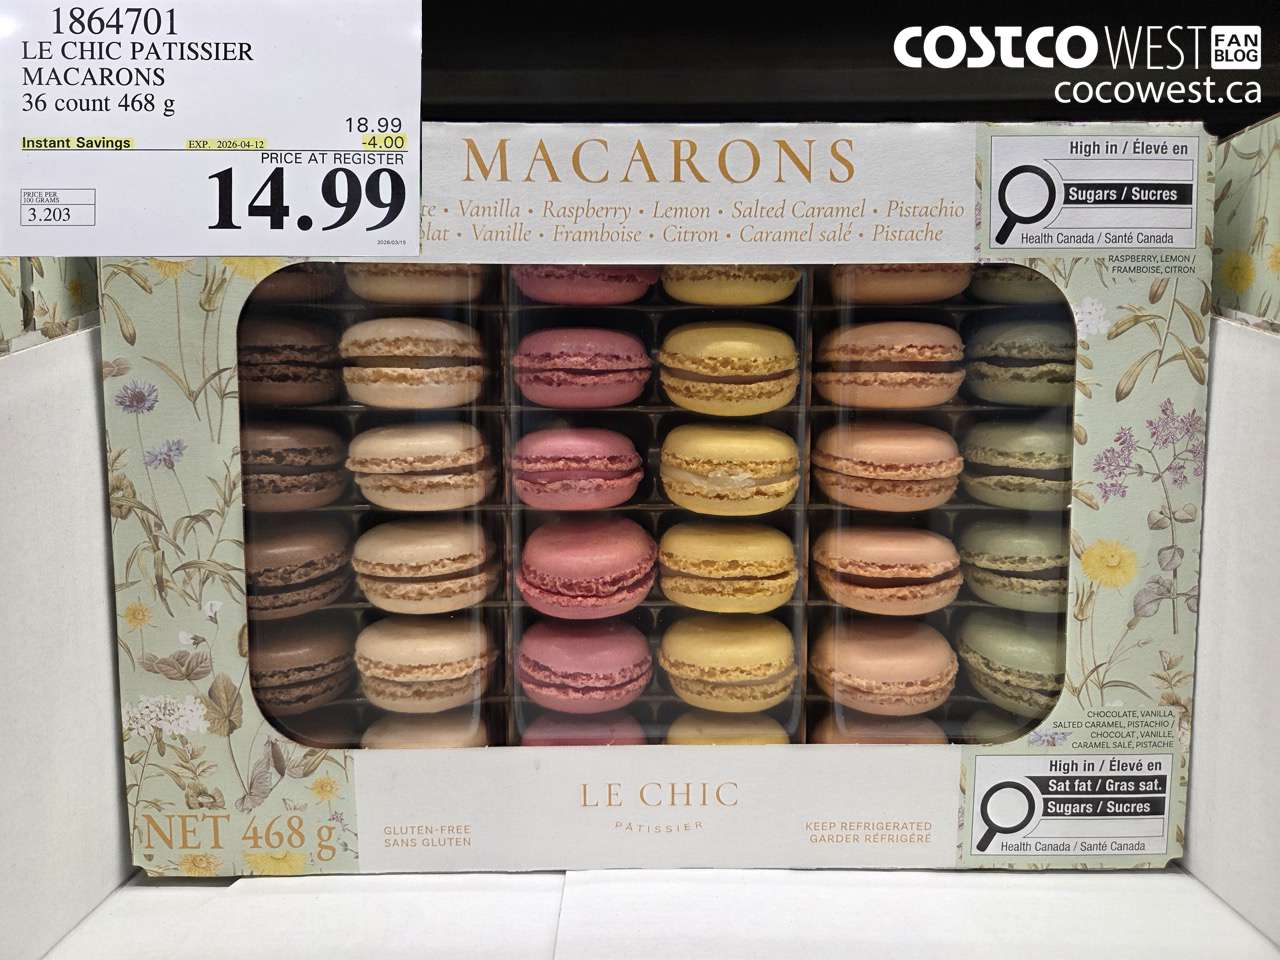 1864701
LE CHIC PATISSIER
MACARONS
36 count 468 g
18.99
Instant Savings EXP. 2026-04-12 -4.00
PRICE AT REGISTER
14.99
PRICE PER
100 GRAMS
3.203
2026/03/15
COSTCO WEST FAN BLOG
cocowest.ca
MACARONS
te • Vanilla • Raspberry • Lemon • Salted Caramel • Pistachio
lat • Vanille • Framboise • Citron • Caramel salé • Pistache
High in / Élevé en
Sugars / Sucres
Health Canada / Santé Canada
RASPBERRY, LEMON /
FRAMBOISE, CITRON
CHOCOLATE, VANILLA,
SALTED CARAMEL, PISTACHIO /
CHOCOLAT, VANILLE,
CARAMEL SALÉ, PISTACHE
High in / Élevé en
Sat fat / Gras sat.
Sugars / Sucres
Health Canada / Santé Canada
LE CHIC
PÂTISSIER
NET 468 g
GLUTEN-FREE
SANS GLUTEN
KEEP REFRIGERATED
GARDER RÉFRIGÉRÉ